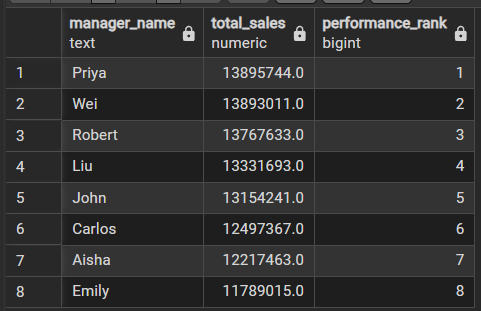 manager_name total_sales performance_rank
text numeric bigint
1 Priya 13895744.0 1
2 Wei 13893011.0 2
3 Robert 13767633.0 3
4 Liu 13331693.0 4
5 John 13154241.0 5
6 Carlos 12497367.0 6
7 Aisha 12217463.0 7
8 Emily 11789015.0 8